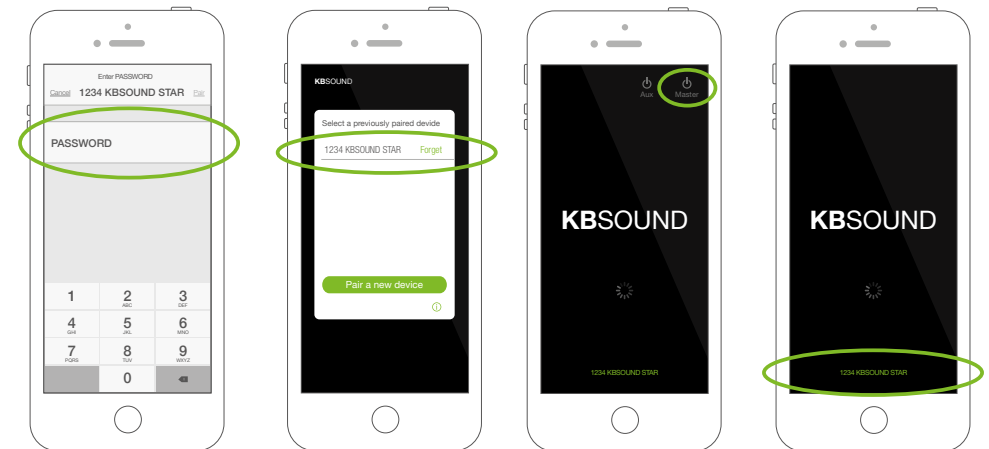 Enter PASSWORD
Cancel 1234 KBSOUND STAR Pair
PASSWORD
1 2 3
ABC DEF
4 5 6
GHI JKL MNO
7 8 9
PQRS TUV WXYZ
0
KBSOUND
Select a previously paired devide
1234 KBSOUND STAR Forget
Pair a new device
Aux Master
KBSOUND
1234 KBSOUND STAR
KBSOUND
1234 KBSOUND STAR